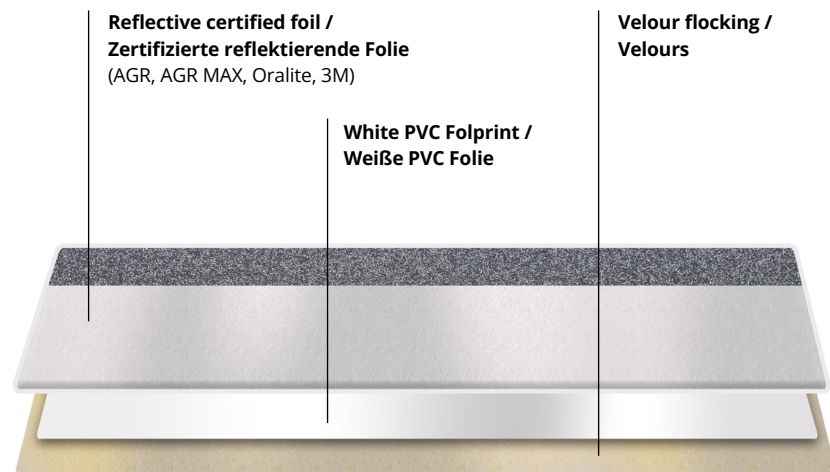 Reflective certified foil /
Zertifizierte reflektierende Folie
(AGR, AGR MAX, Oralite, 3M)
Velour flocking /
Velours
White PVC Folprint /
Weiße PVC Folie